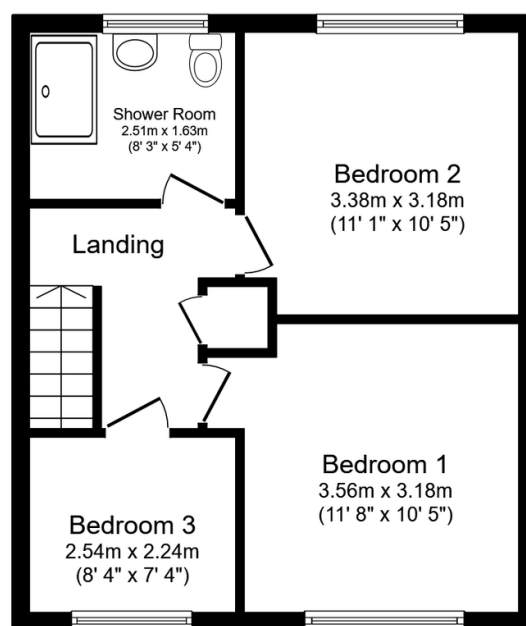 Shower Room
2.51m x 1.63m
(8' 3" x 5' 4")
Bedroom 2
3.38m x 3.18m
(11' 1" x 10' 5")
Landing
Bedroom 1
3.56m x 3.18m
(11' 8" x 10' 5")
Bedroom 3
2.54m x 2.24m
(8' 4" x 7' 4")